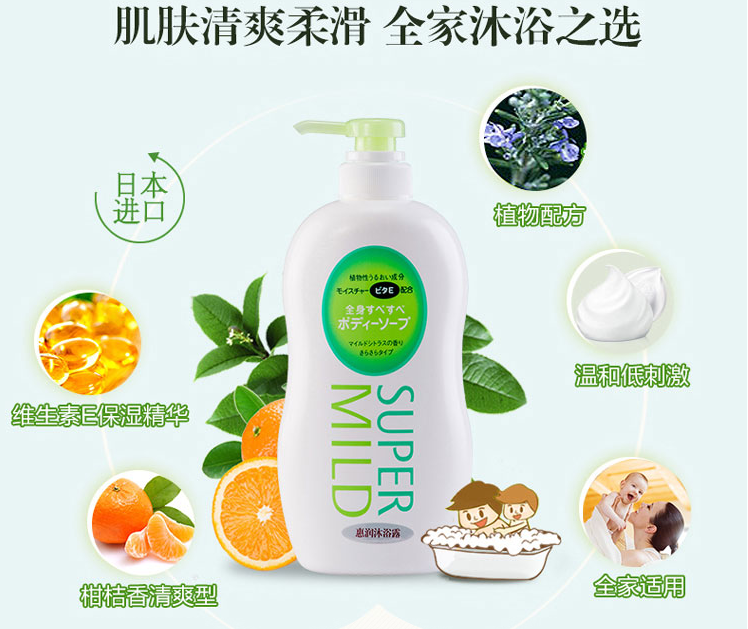 肌肤清爽柔滑 全家沐浴之选
日本
进口
植物配方
植物性うるおい成分
モイスチャー ビタE 配合
全身すべすべ
ボディーソープ
マイルドシトラスの香り
さらさらタイプ
温和低刺激
维生素E保湿精华
SUPER
MILD
惠润沐浴露
柑桔香清爽型
全家适用